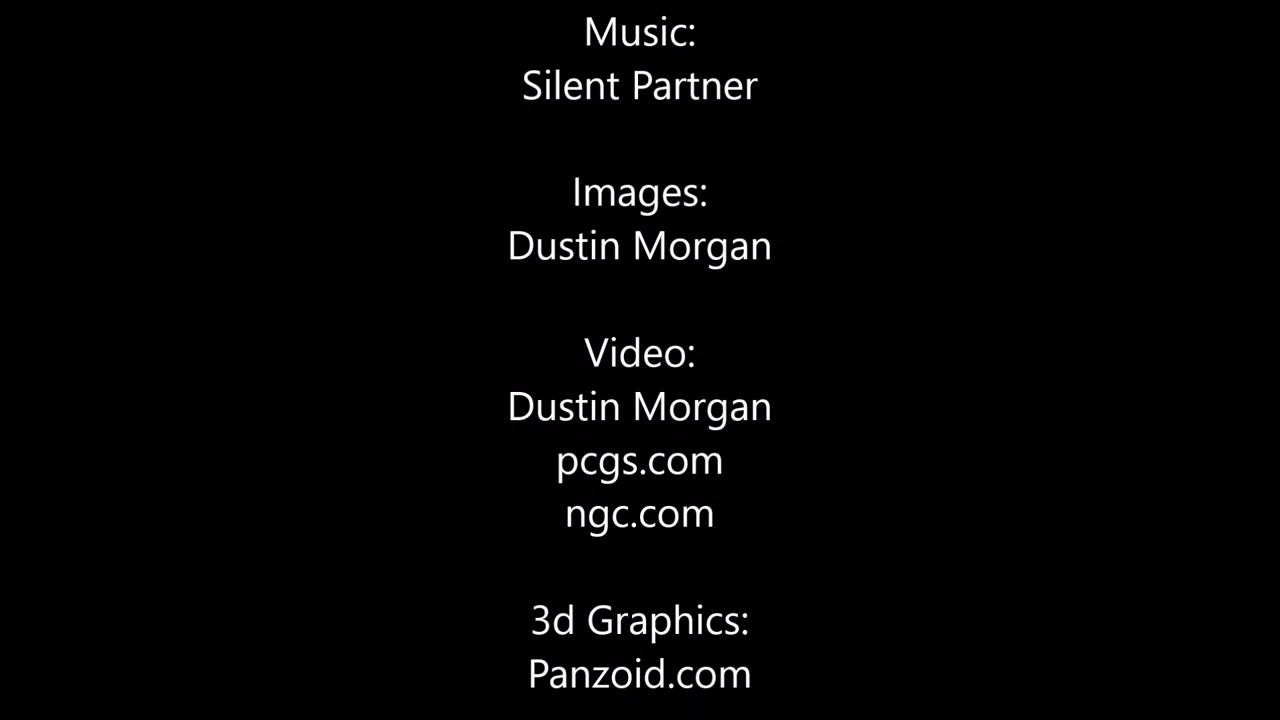 Music:
Silent Partner
Images:
Dustin Morgan
Video:
Dustin Morgan
pcgs.com
ngc.com
3d Graphics:
Panzoid.com